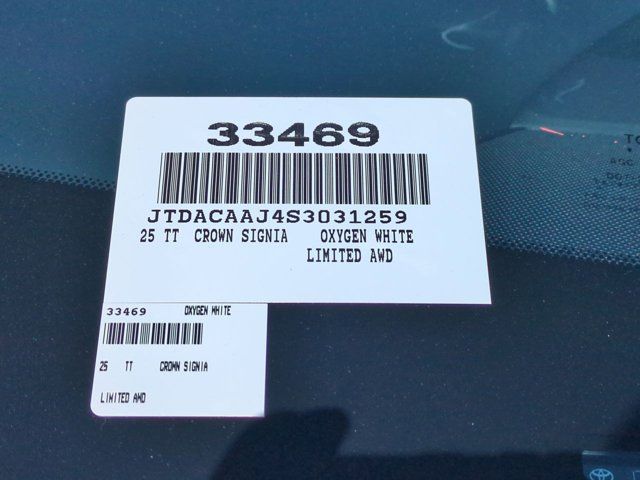 33469
JTDACAAJ4S3031259
25 TT CROWN SIGNIA OXYGEN WHITE
LIMITED AWD
33469 OXYGEN WHITE
25 TT CROWN SIGNIA
LIMITED AWD